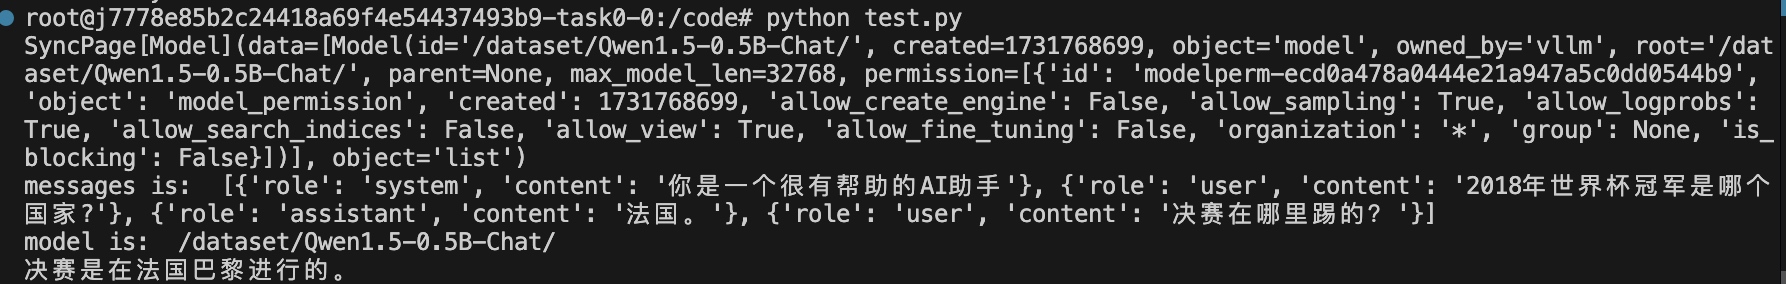 root@j7778e85b2c24418a69f4e54437493b9-task0-0:/code# python test.py
SyncPage[Model](data=[Model(id='/dataset/Qwen1.5-0.5B-Chat/', created=1731768699, object='model', owned_by='vllm', root='/dat
aset/Qwen1.5-0.5B-Chat/', parent=None, max_model_len=32768, permission=[{'id': 'modelperm-ecd0a478a0444e21a947a5c0dd0544b9',
'object': 'model_permission', 'created': 1731768699, 'allow_create_engine': False, 'allow_sampling': True, 'allow_logprobs':
True, 'allow_search_indices': False, 'allow_view': True, 'allow_fine_tuning': False, 'organization': '*', 'group': None, 'is_
blocking': False}])], object='list')
messages is:  [{'role': 'system', 'content': '你是一个很有帮助的AI助手'}, {'role': 'user', 'content': '2018年世界杯冠军是哪个
国家?'}, {'role': 'assistant', 'content': '法国。'}, {'role': 'user', 'content': '决赛在哪里踢的？'}]
model is:  /dataset/Qwen1.5-0.5B-Chat/
决赛是在法国巴黎进行的。